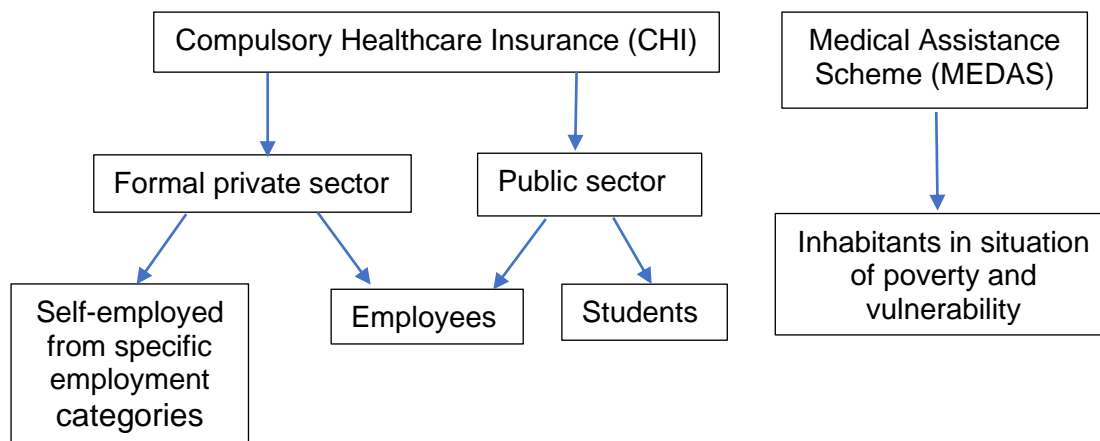 Compulsory Healthcare Insurance (CHI)
Medical Assistance
Scheme (MEDAS)
Formal private sector
Public sector
Inhabitants in situation
of poverty and
vulnerability
Self-employed
from specific
employment
categories
Employees
Students